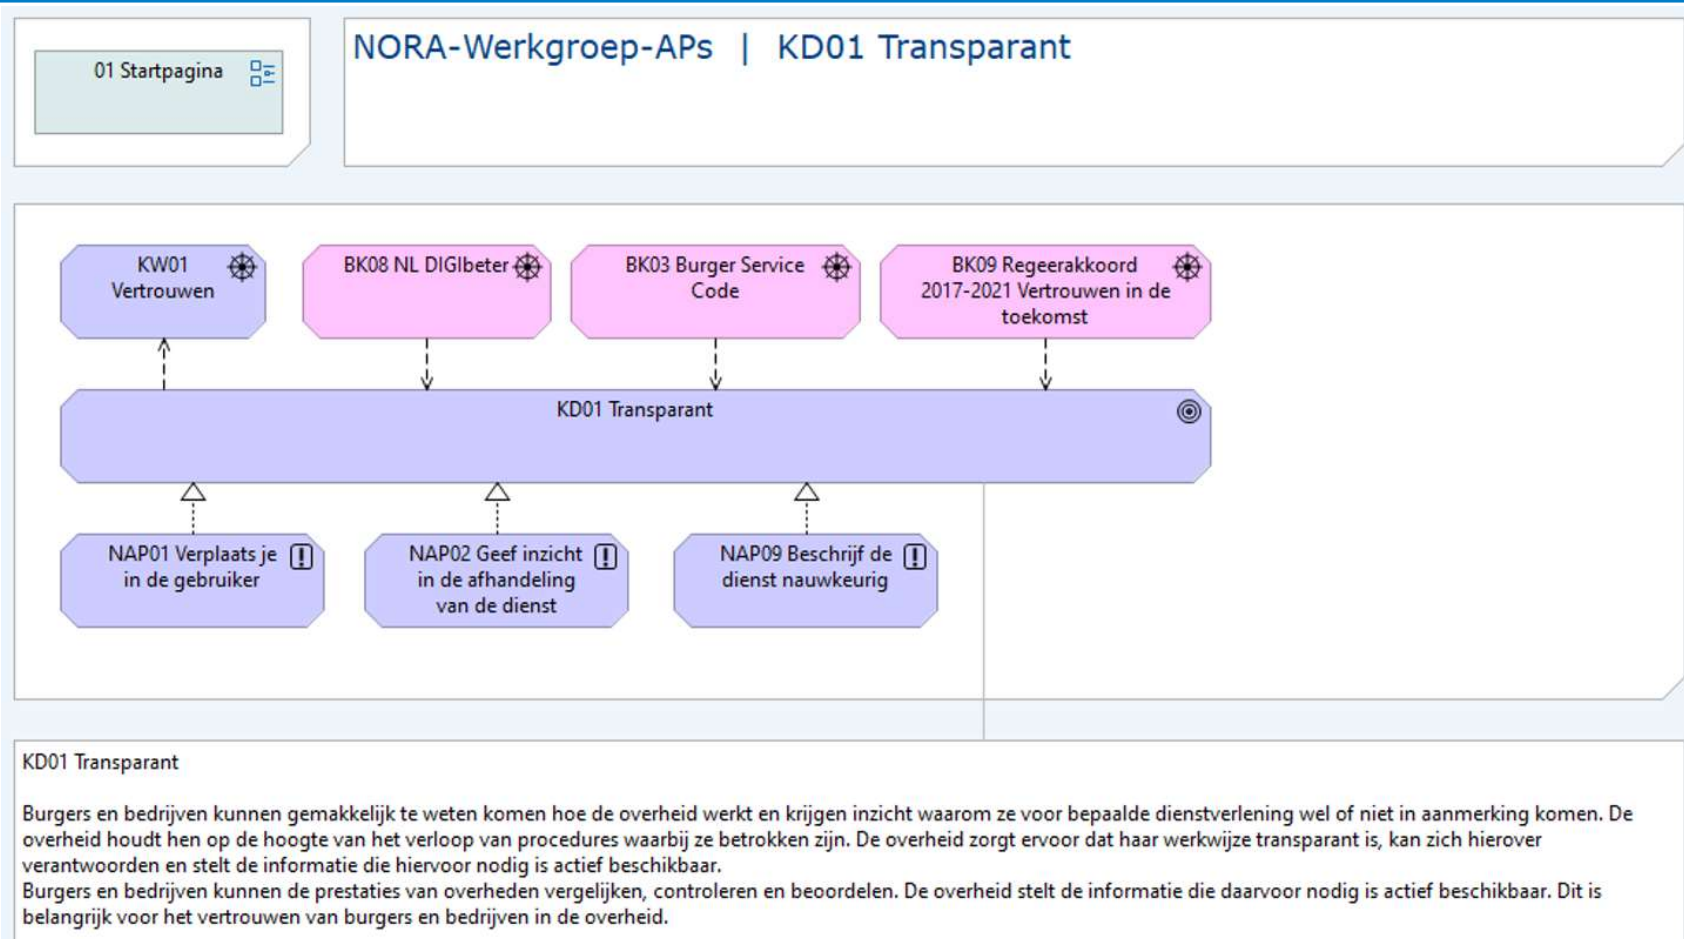 01 Startpagina
NORA-Werkgroep-APs | KD01 Transparant
KW01
Vertrouwen
BK08 NL DIGIbeter
BK03 Burger Service
Code
BK09 Regeerakkoord
2017-2021 Vertrouwen in de
toekomst
KD01 Transparant
NAP01 Verplaats je
in de gebruiker
NAP02 Geef inzicht
in de afhandeling
van de dienst
NAP09 Beschrijf de
dienst nauwkeurig
KD01 Transparant
Burgers en bedrijven kunnen gemakkelijk te weten komen hoe de overheid werkt en krijgen inzicht waarom ze voor bepaalde dienstverlening wel of niet in aanmerking komen. De
overheid houdt hen op de hoogte van het verloop van procedures waarbij ze betrokken zijn. De overheid zorgt ervoor dat haar werkwijze transparant is, kan zich hierover
verantwoorden en stelt de informatie die hiervoor nodig is actief beschikbaar.
Burgers en bedrijven kunnen de prestaties van overheden vergelijken, controleren en beoordelen. De overheid stelt de informatie die daarvoor nodig is actief beschikbaar. Dit is
belangrijk voor het vertrouwen van burgers en bedrijven in de overheid.